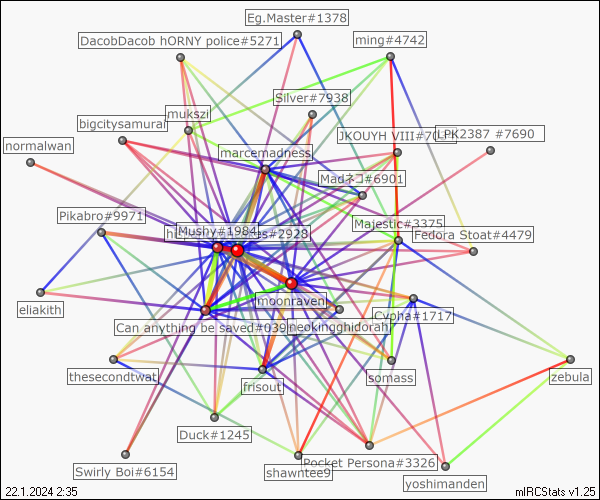 Eg.Master#1378
DacobDacob hORNY police#5271
ming#4742
Silver#7938
mukszi
bigcitysamurai
JKOUYH VIII#70
LPK2387 #7690
normalwan
marcemadness
Madネコ#6901
Pikabro#9971
Majestic#3375
Mushy#1984
#2928
Fedora Stoat#4479
moonraven
eliakith
Can anything be saved#039
neokingghidorah
Cypha#1717
thesecondtwat
frisout
somass
zebula
Duck#1245
Pocket Persona#3326
Swirly Boi#6154
shawntee9
yoshimanden
22.1.2024 2:35
mIRCStats v1.25